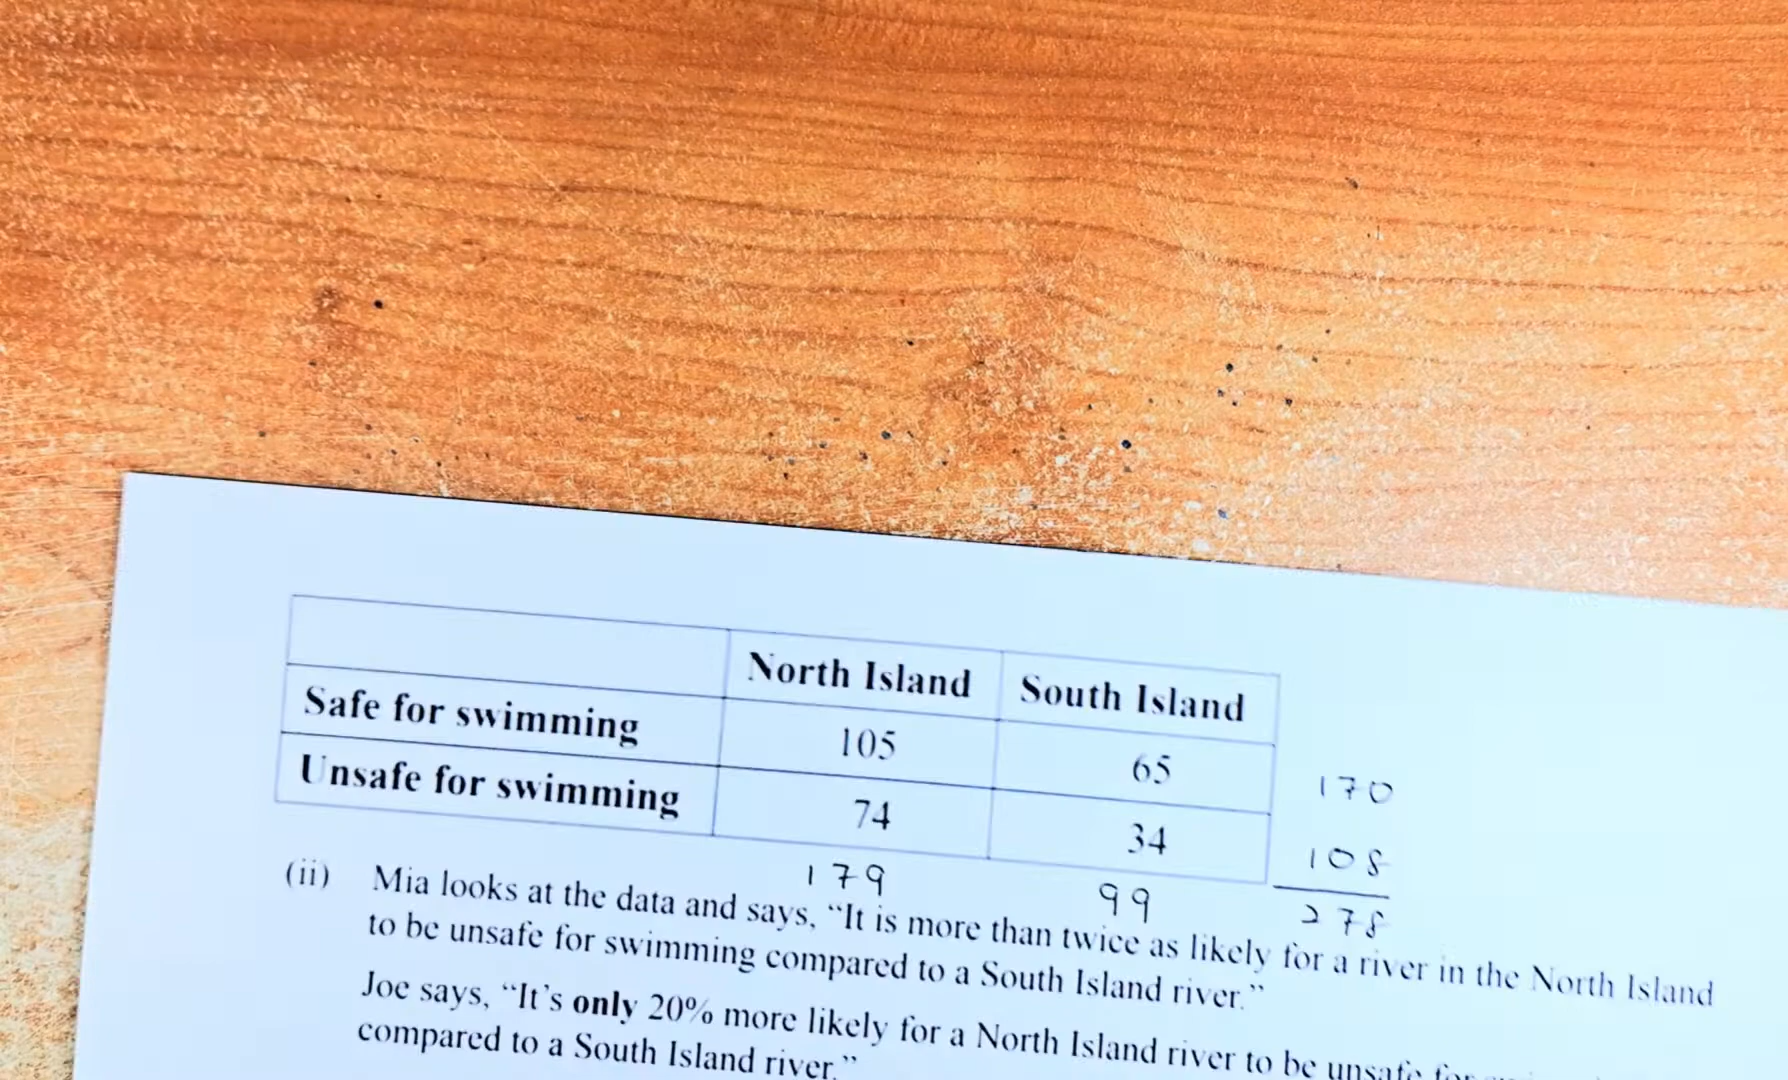 North Island South Island
Safe for swimming 105 65 170
Unsafe for swimming 74 34 108
179 99 278
(ii) Mia looks at the data and says, “It is more than twice as likely for a river in the North Island
to be unsafe for swimming compared to a South Island river.”
Joe says, “It’s only 20% more likely for a North Island river to be unsafe for
compared to a South Island river.”